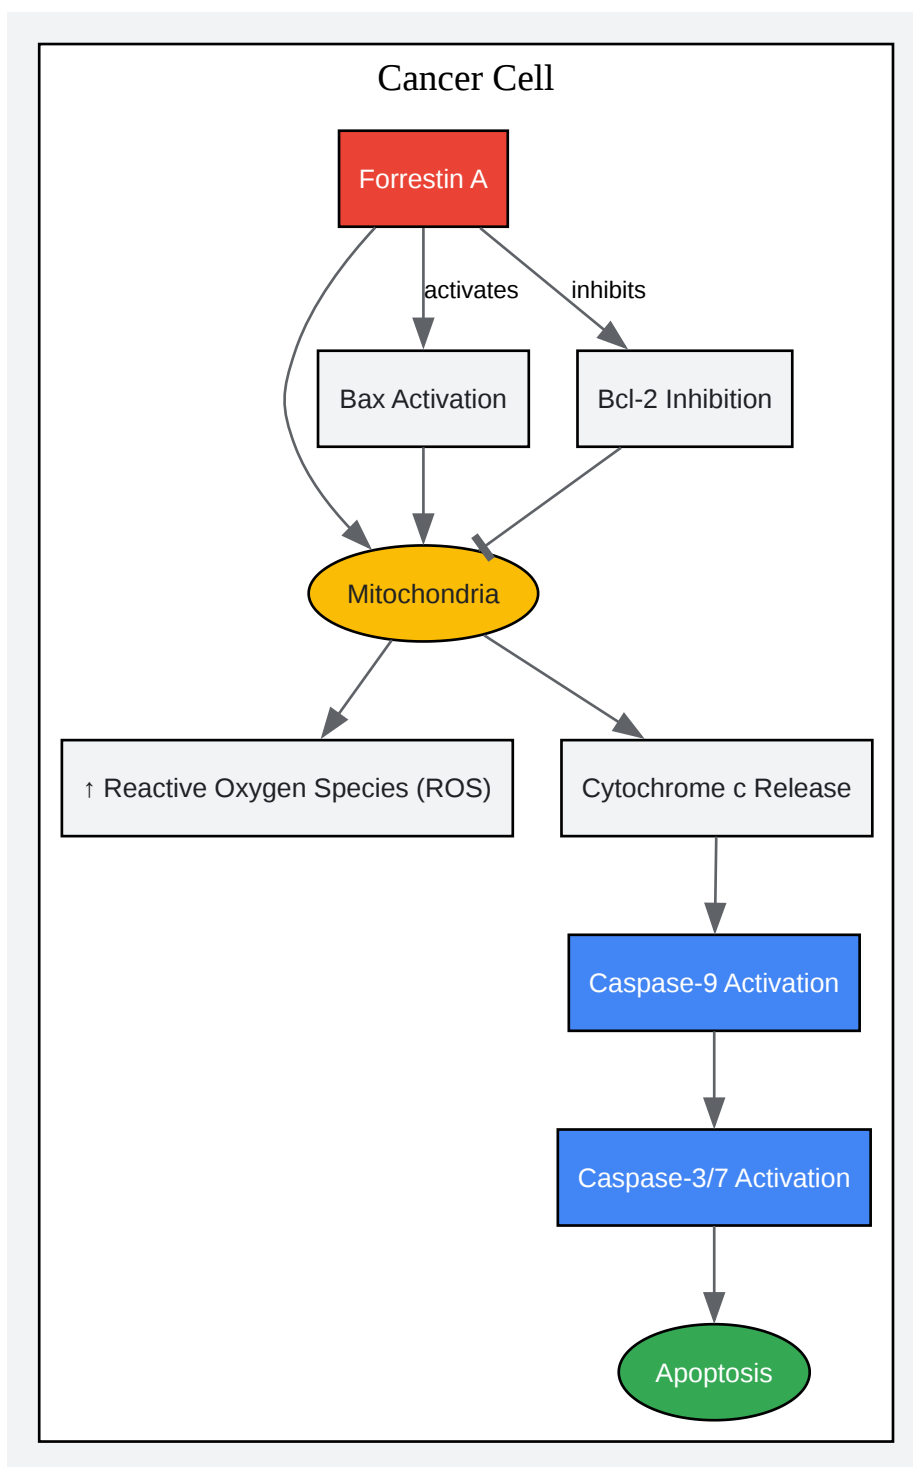 Cancer Cell
Forrestin A
activates
inhibits
Bax Activation
Bcl-2 Inhibition
Mitochondria
↑ Reactive Oxygen Species (ROS)
Cytochrome c Release
Caspase-9 Activation
Caspase-3/7 Activation
Apoptosis